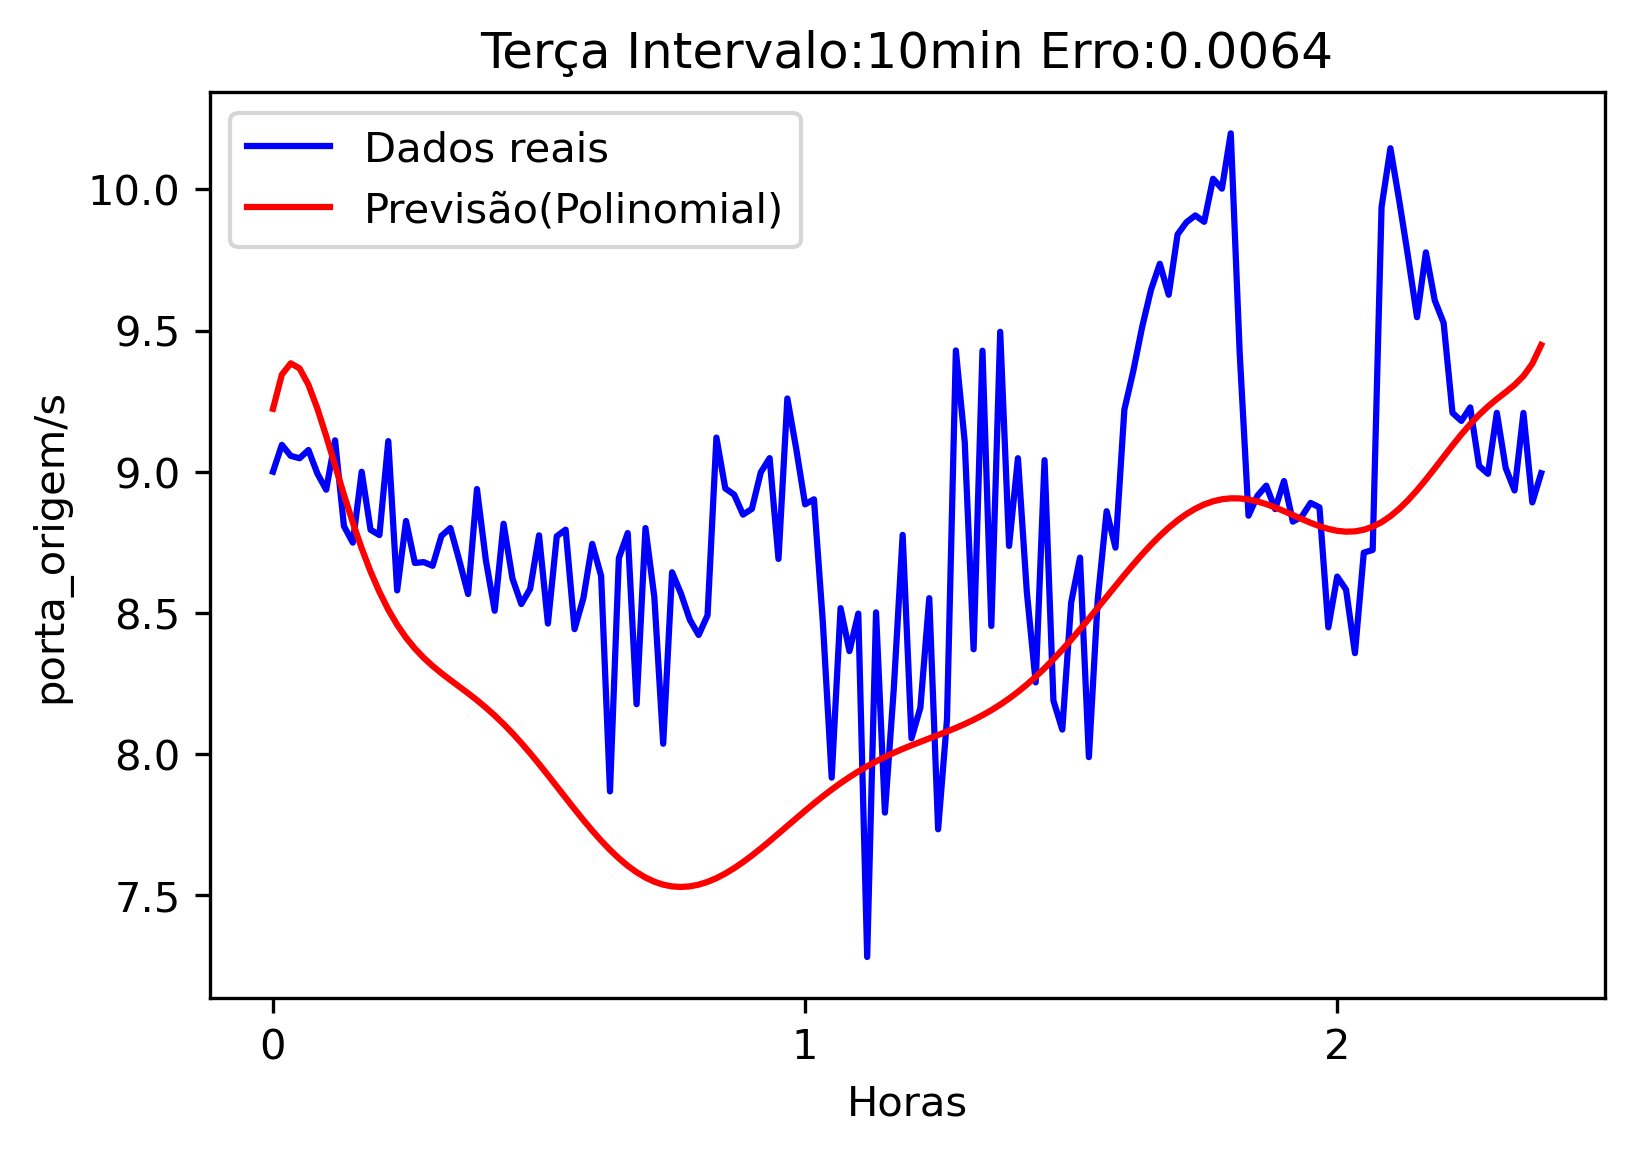 Terça Intervalo:10min Erro:0.0064
Dados reais
Previsão(Polinomial)
10.0
9.5
9.0
8.5
8.0
7.5
porta_origem/s
0 1 2
Horas